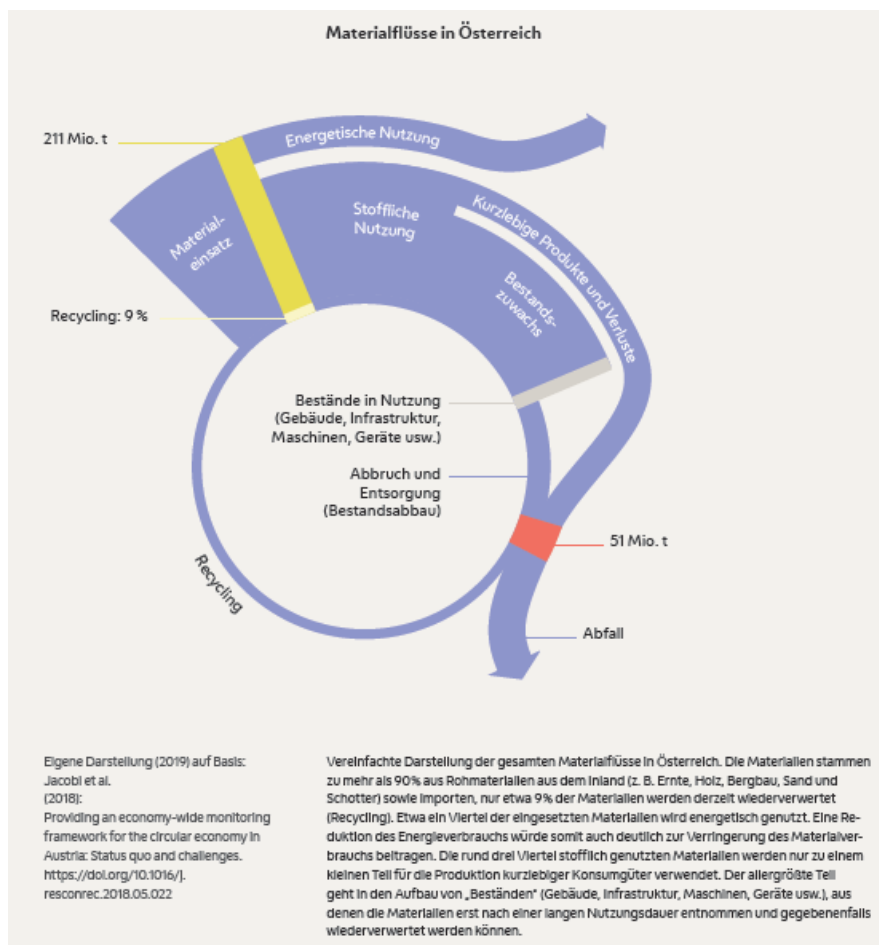 Materialflüsse in Österreich
211 Mio. t
Energetische Nutzung
Material-
einsatz
Stoffliche
Nutzung
Kurzlebige Produkte und Verluste
Bestands-
zuwachs
Recycling: 9 %
Bestände in Nutzung
(Gebäude, Infrastruktur,
Maschinen, Geräte usw.)
Abbruch und
Entsorgung
(Bestandsabbau)
51 Mio. t
Recycling
Abfall
Eigene Darstellung (2019) auf Basis:
Jacobi et al.
(2018):
Providing an economy-wide monitoring
framework for the circular economy in
Austria: Status quo and challenges.
https://doi.org/10.1016/j.
resconrec.2018.05.022
Vereinfachte Darstellung der gesamten Materialflüsse in Österreich. Die Materialien stammen
zu mehr als 90% aus Rohmaterialien aus dem Inland (z. B. Ernte, Holz, Bergbau, Sand und
Schotter) sowie Importen, nur etwa 9% der Materialien werden derzeit wiederverwertet
(Recycling). Etwa ein Viertel der eingesetzten Materialien wird energetisch genutzt. Eine Re-
duktion des Energieverbrauchs würde somit auch deutlich zur Verringerung des Materialver-
brauchs beitragen. Die rund drei Viertel stofflich genutzten Materialien werden nur zu einem
kleinen Teil für die Produktion kurzlebiger Konsumgüter verwendet. Der allergrößte Teil
geht in den Aufbau von „Beständen“ (Gebäude, Infrastruktur, Maschinen, Geräte usw.), aus
denen die Materialien erst nach einer langen Nutzungsdauer entnommen und gegebenenfalls
wiederverwertet werden können.